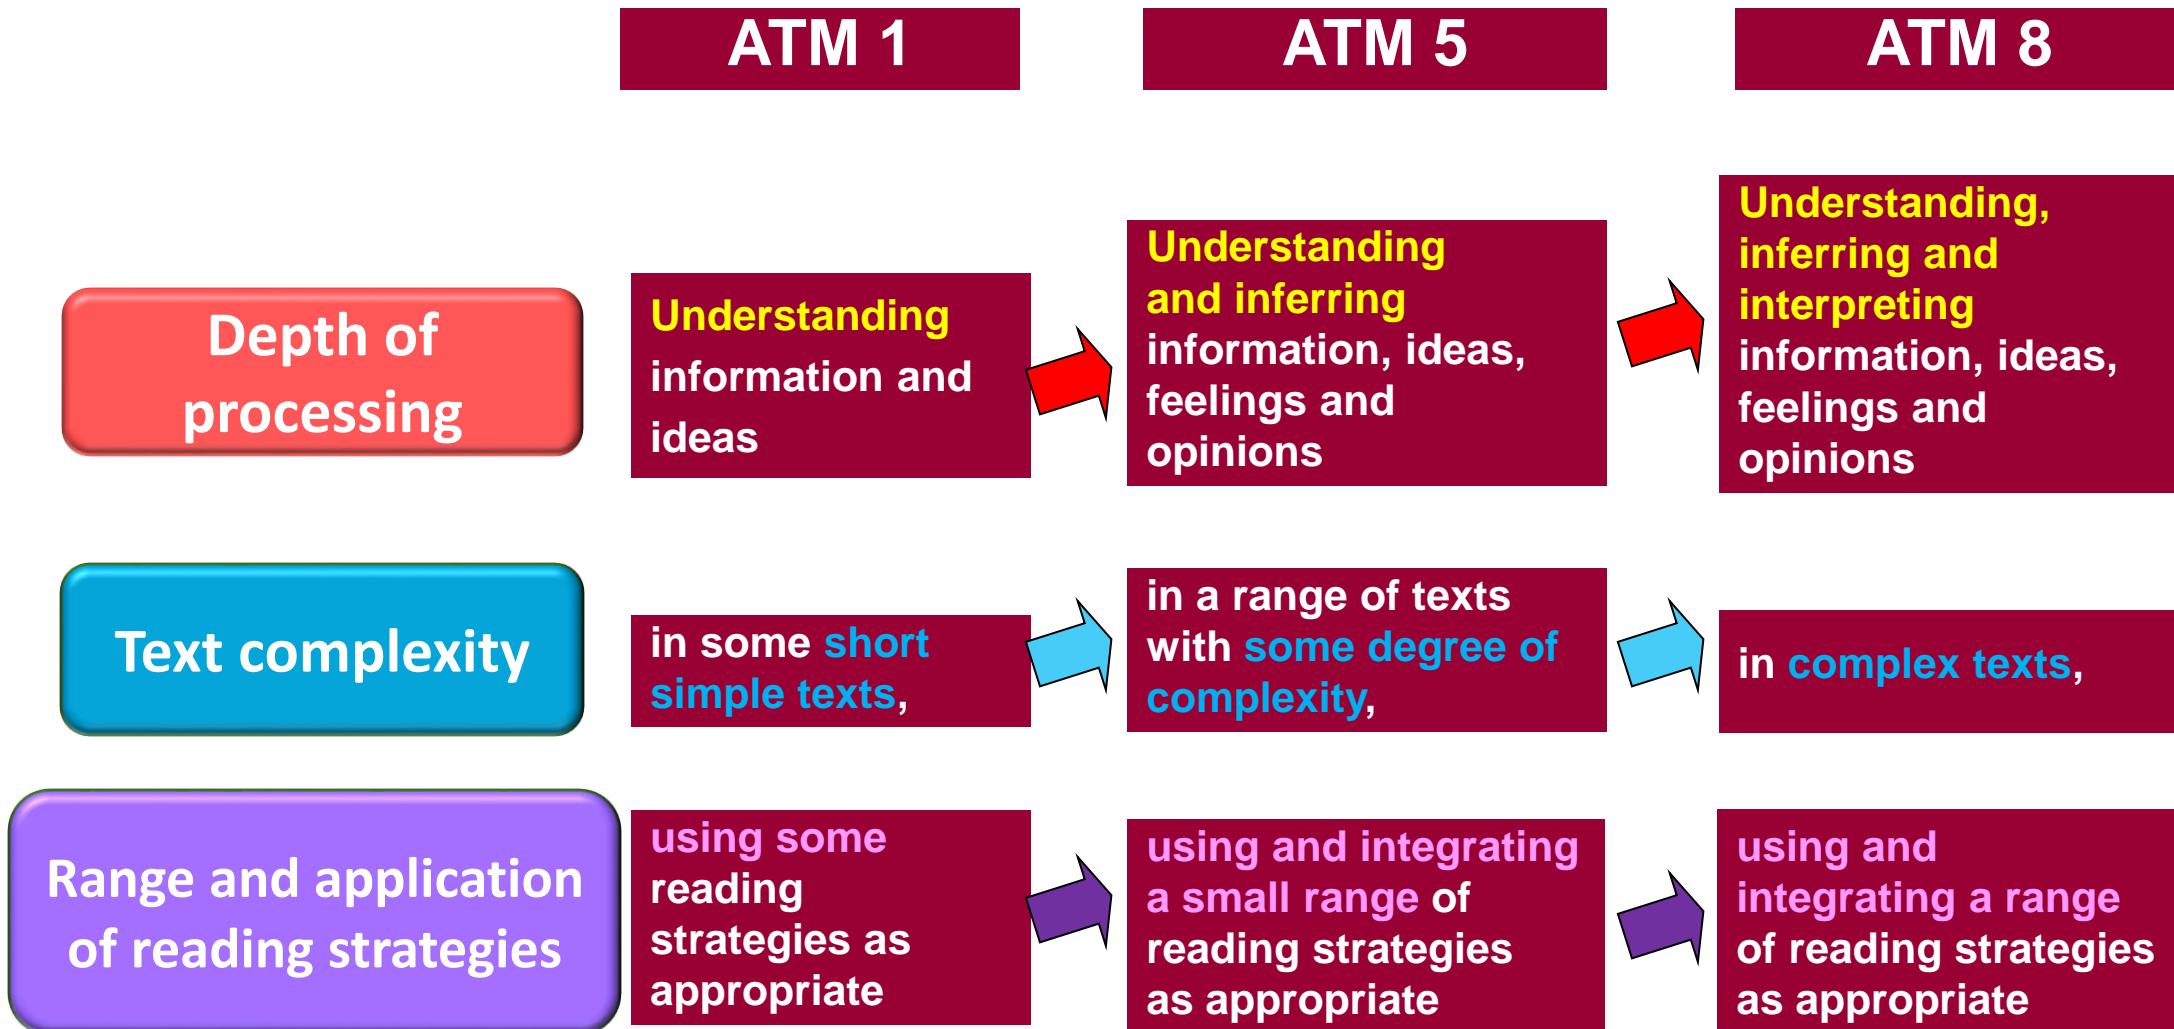 ATM 1
ATM 5
ATM 8
Depth of
processing
Understanding
information and
ideas
Understanding
and inferring
information, ideas,
feelings and
opinions
Understanding,
inferring and
interpreting
information, ideas,
feelings and
opinions
Text complexity
in some short
simple texts,
in a range of texts
with some degree of
complexity,
in complex texts,
Range and application
of reading strategies
using some
reading
strategies as
appropriate
using and integrating
a small range of
reading strategies
as appropriate
using and
integrating a range
of reading strategies
as appropriate